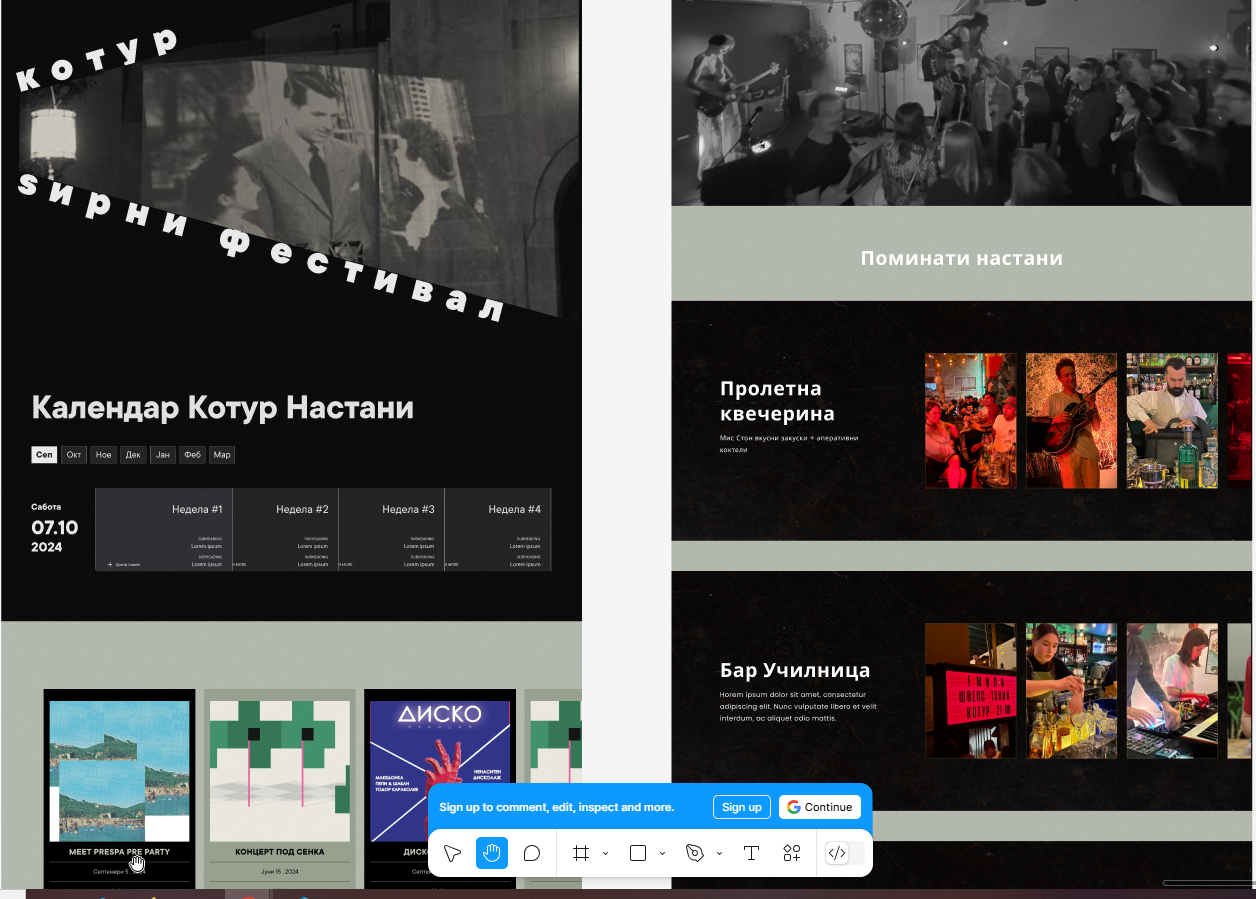 котур
ѕирни фестивал
Календар Котур Настани
Сеп
Окт
Ное
Дек
Јан
Феб
Мар
Сабота
07.10
2024
Недела #1
SUBHEADING
Lorem ipsum
SUBHEADING
Lorem ipsum
Недела #2
SUBHEADING
Lorem ipsum
SUBHEADING
Lorem ipsum
Недела #3
SUBHEADING
Lorem ipsum
SUBHEADING
Lorem ipsum
Недела #4
SUBHEADING
Lorem ipsum
SUBHEADING
Lorem ipsum
MEET PRESPA PRE PARTY
Септември 5
КОНЦЕРТ ПОД СЕНКА
Јуни 15 , 2024
ДИСКО
МАКЕДОНКА
ПЕПИ & ШАБАН
ТОДОР КАРАКОЛЕВ
НЕНАСИТЕН
ДИСКОЛАЖ
Поминати настани
Пролетна
квечерина
Мис Стон вкусни закуски + аперативни
коктели
Бар Училница
Horem ipsum dolor sit amet, consectetur
adipiscing elit. Nunc vulputate libero et velit
interdum, ac aliquet odio mattis.
Sign up to comment, edit, inspect and more.
Sign up
Continue